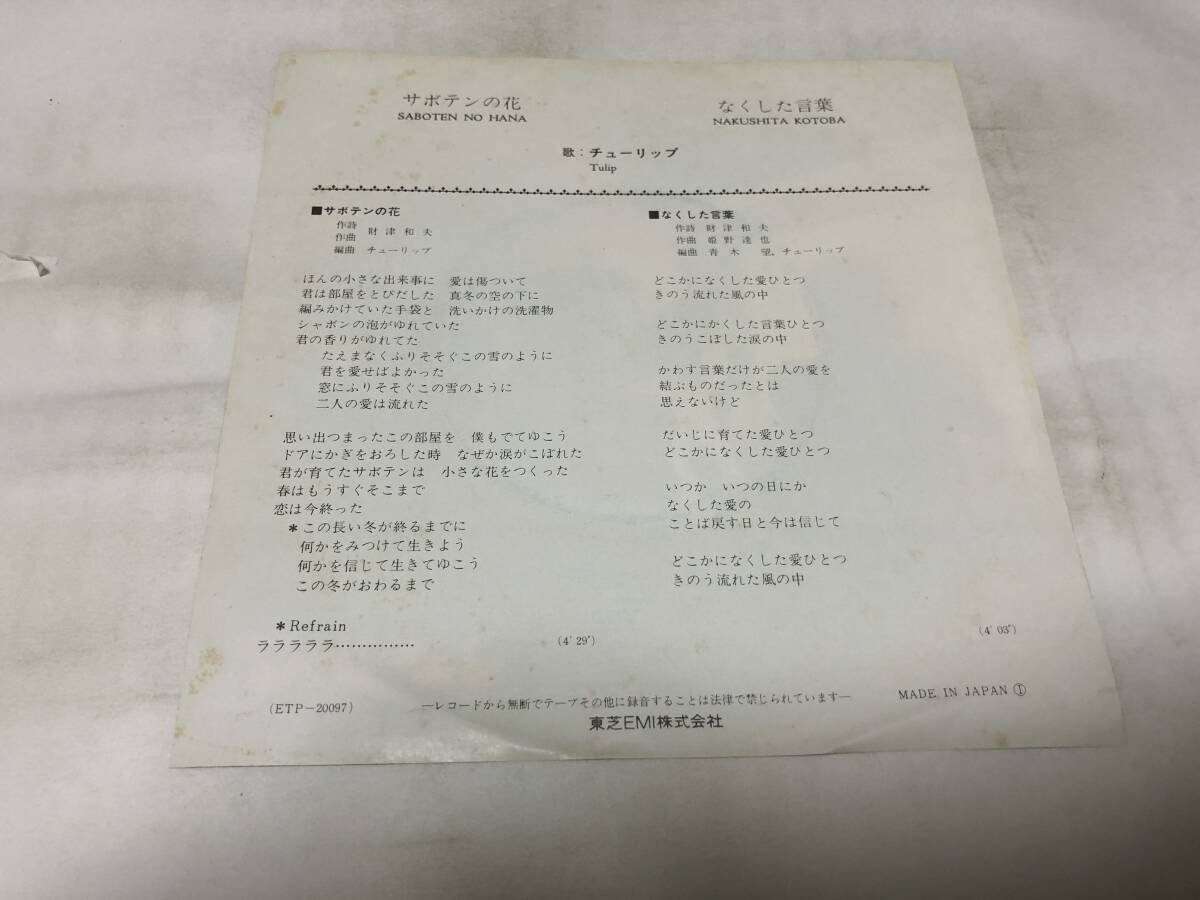 サボテンの花
SABOTEN NO HANA
なくした言葉
NAKUSHITA KOTOBA
歌:チューリップ
Tulip
■サボテンの花
作詩
作曲 財津和夫
編曲 チューリップ
ほんの小さな出来事に 愛は傷ついて
君は部屋をとびだした 真冬の空の下に
編みかけていた手袋と 洗いかけの洗濯物
シャボンの泡がゆれていた
君の香りがゆれてた
たえまなくふりそそぐこの雪のように
君を愛せばよかった
窓にふりそそぐこの雪のように
二人の愛は流れた
思い出つまったこの部屋を 僕もでてゆこう
ドアにかぎをおろした時 なぜか涙がこぼれた
君が育てたサボテンは 小さな花をつくった
春はもうすぐそこまで
恋は今終った
*この長い冬が終るまでに
何かをみつけて生きよう
何かを信じて生きてゆこう
この冬がおわるまで
*Refrain
ラララララ……………
(4'29")
■なくした言葉
作詩 財津和夫
作曲 姫野達也
編曲 青木 望、チューリップ
どこかになくした愛ひとつ
きのう流れた風の中
どこかにかくした言葉ひとつ
きのうこぼした涙の中
かわす言葉だけが二人の愛を
結ぶものだったとは
思えないけど
だいじに育てた愛ひとつ
どこかになくした愛ひとつ
いつか いつの日にか
なくした愛の
ことば戻す日と今は信じて
どこかになくした愛ひとつ
きのう流れた風の中
(4'03")
(ETP-20097)
—レコードから無断でテープその他に録音することは法律で禁じられています—
MADE IN JAPAN ①
東芝EMI株式会社